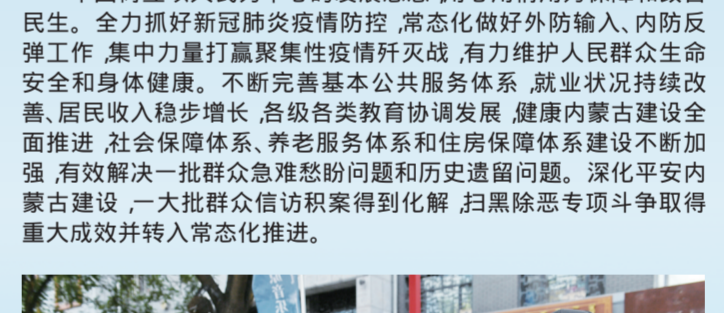 民生。全力抓好新冠肺炎疫情防控,常态化做好外防输入、内防反
弹工作,集中力量打赢聚集性疫情歼灭战,有力维护人民群众生命
安全和身体健康。不断完善基本公共服务体系,就业状况持续改
善、居民收入稳步增长,各级各类教育协调发展,健康内蒙古建设全
面推进,社会保障体系、养老服务体系和住房保障体系建设不断加
强,有效解决一批群众急难愁盼问题和历史遗留问题。深化平安内
蒙古建设,一大批群众信访积案得到化解,扫黑除恶专项斗争取得
重大成效并转入常态化推进。